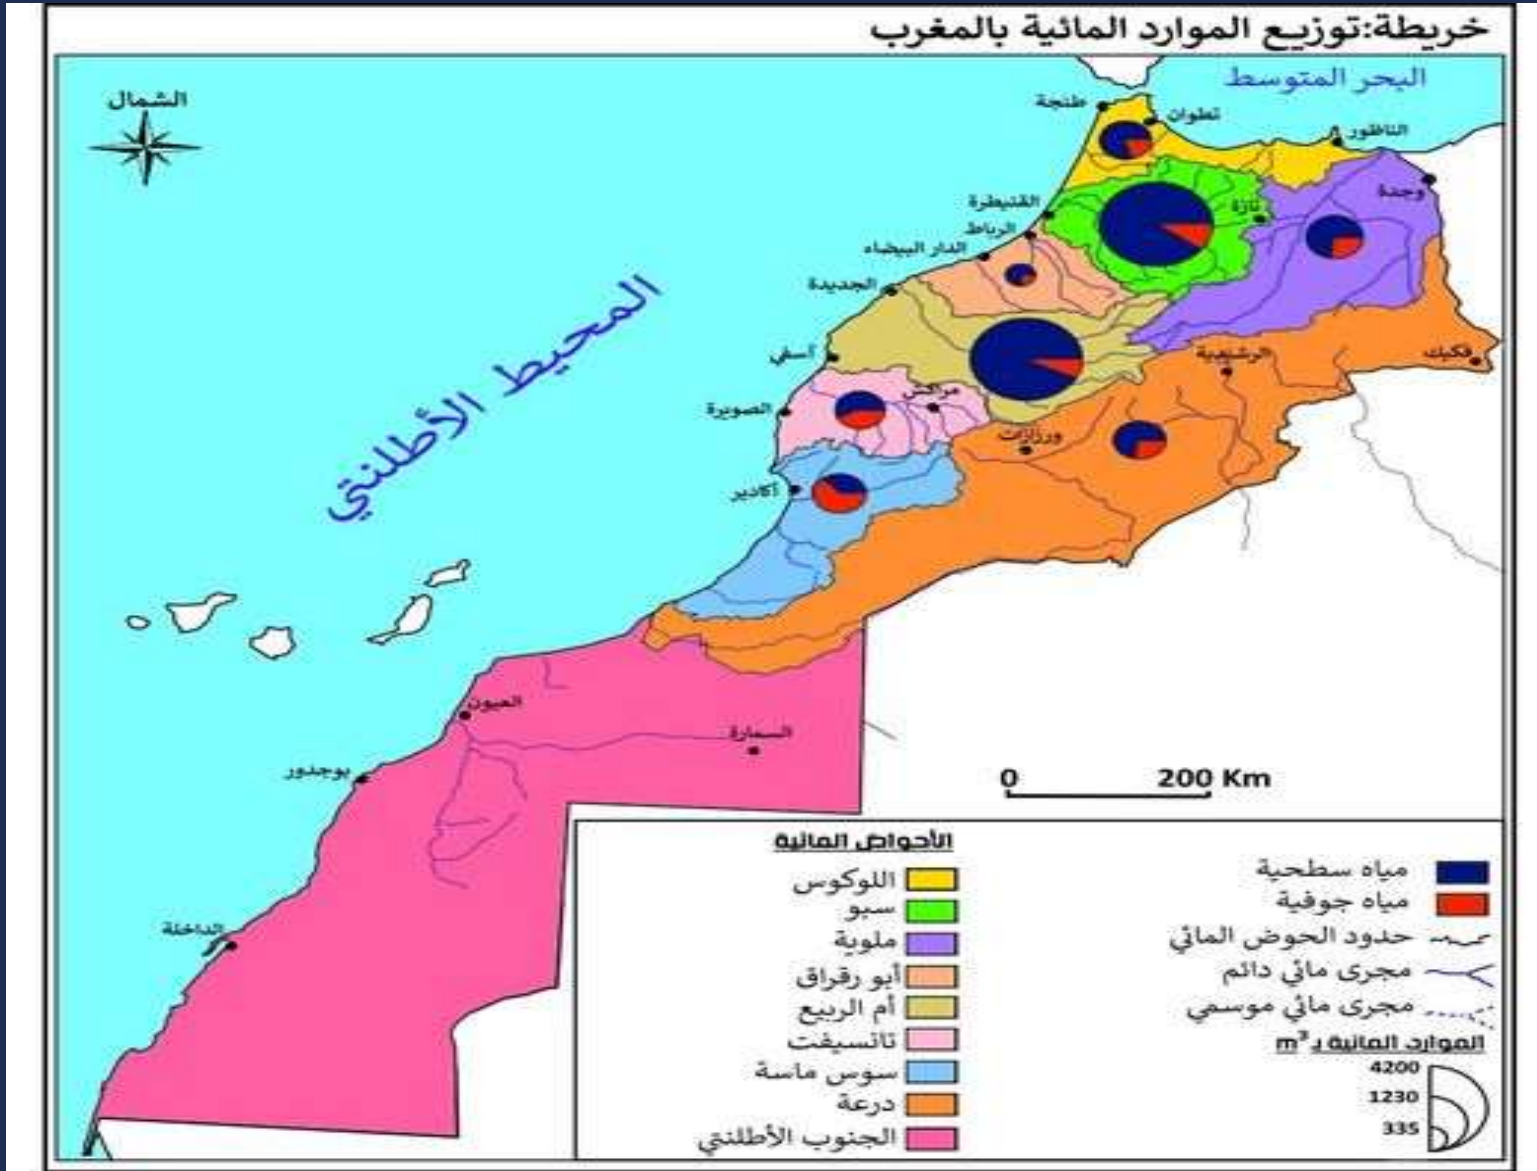 خريطة:توزيع الموارد المائية بالمغرب
البحر المتوسط
الشمال
طنجة
تطوان
الناظور
وجدة
القنيطرة
تازة
الرباط
الدار البيضاء
الجديدة
المحيط الأطلنتي
آسفي
الرشيدية
فكيك
الصويرة
مراكش
ورزازات
أكادير
العيون
السمارة
بوجدور
0 200 Km
الداخلة
مياه سطحية
مياه جوفية
حدود الحوض المائي
مجرى مائي دائم
مجرى مائي موسمي
الموارد المائية بـ m³
4200
1230
335
الأحواض المائية
اللوكوس
سبو
ملوية
أبو رقراق
أم الربيع
تانسيفت
سوس ماسة
درعة
الجنوب الأطلنتي